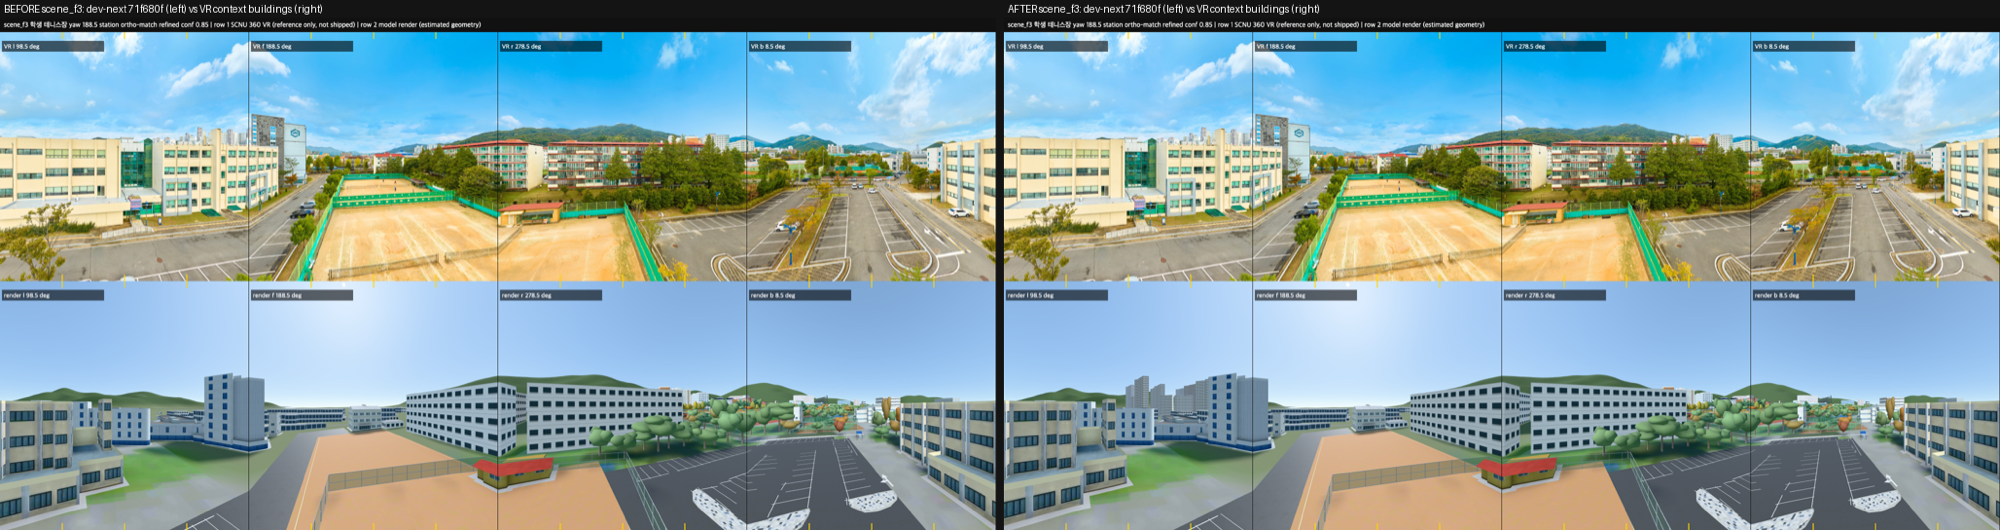 BEFORE scene_f3: dev-next 71f680f (left) vs VR context buildings (right)
scene_f3 학생 테니스장 yaw 188.5 station ortho-match refined conf 0.85 | row 1 SCNU 360 VR (reference only, not shipped) | row 2 model render (estimated geometry)
VR l 98.5 deg
VR f 188.5 deg
VR r 278.5 deg
VR b 8.5 deg
render l 98.5 deg
render f 188.5 deg
render r 278.5 deg
render b 8.5 deg
AFTER scene_f3: dev-next 71f680f (left) vs VR context buildings (right)
scene_f3 학생 테니스장 yaw 188.5 station ortho-match refined conf 0.85 | row 1 SCNU 360 VR (reference only, not shipped) | row 2 model render (estimated geometry)
VR l 98.5 deg
VR f 188.5 deg
VR r 278.5 deg
VR b 8.5 deg
render l 98.5 deg
render f 188.5 deg
render r 278.5 deg
render b 8.5 deg